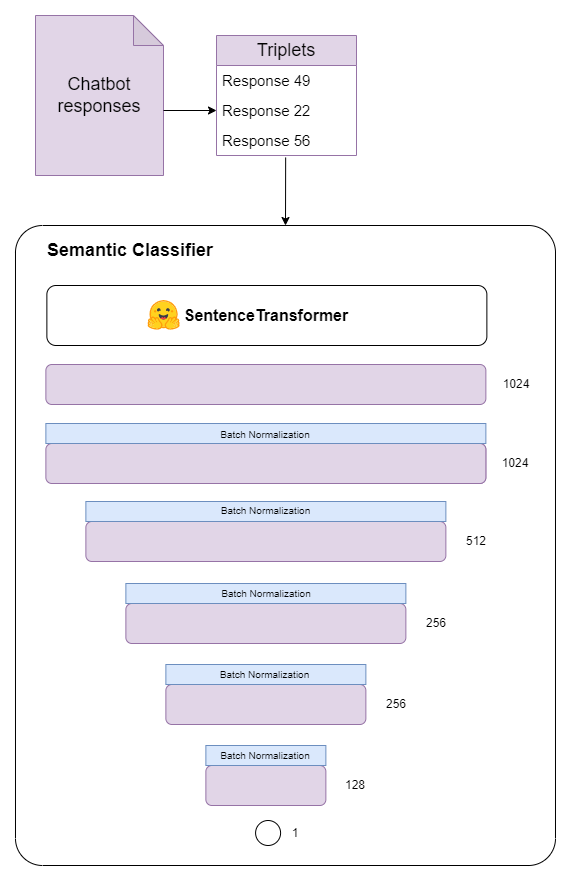 Chatbot
responses
Triplets
Response 49
Response 22
Response 56
Semantic Classifier
SentenceTransformer
1024
Batch Normalization
1024
Batch Normalization
512
Batch Normalization
256
Batch Normalization
256
Batch Normalization
128
1